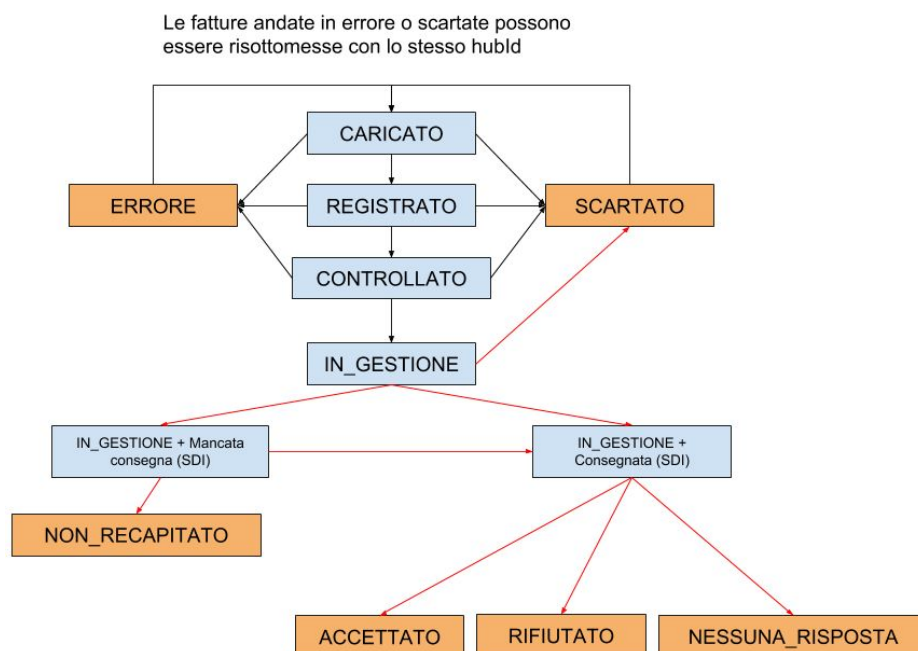 Le fatture andate in errore o scartate possono
essere risottomesse con lo stesso hubId
CARICATO
ERRORE
REGISTRATO
SCARTATO
CONTROLLATO
IN_GESTIONE
IN_GESTIONE + Mancata
consegna (SDI)
IN_GESTIONE +
Consegnata (SDI)
NON_RECAPITATO
ACCETTATO
RIFIUTATO
NESSUNA_RISPOSTA